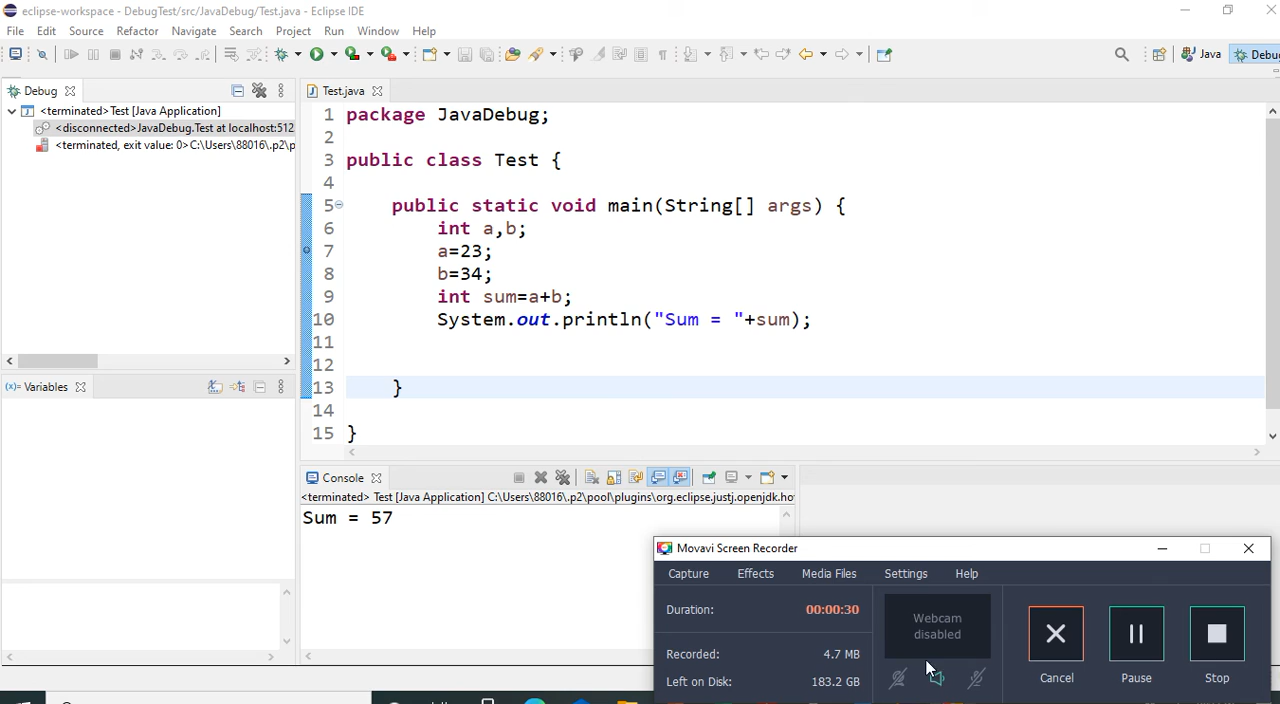 eclipse-workspace - DebugTest/src/JavaDebug/Test.java - Eclipse IDE
File Edit Source Refactor Navigate Search Project Run Window Help
Java Debug
Debug
<terminated>Test [Java Application]
<disconnected>JavaDebug.Test at localhost:512
<terminated, exit value: 0>C:\Users\88016\.p2\p
(x)= Variables
Test.java
1 package JavaDebug;
2
3 public class Test {
4
5 public static void main(String[] args) {
6 int a,b;
7 a=23;
8 b=34;
9 int sum=a+b;
10 System.out.println("Sum = "+sum);
11
12
13 }
14
15 }
Console
<terminated> Test [Java Application] C:\Users\88016\.p2\pool\plugins\org.eclipse.justj.openjdk.ho
Sum = 57
Movavi Screen Recorder
Capture Effects Media Files Settings Help
Duration: 00:00:30
Recorded: 4.7 MB
Left on Disk: 183.2 GB
Webcam
disabled
Cancel Pause Stop